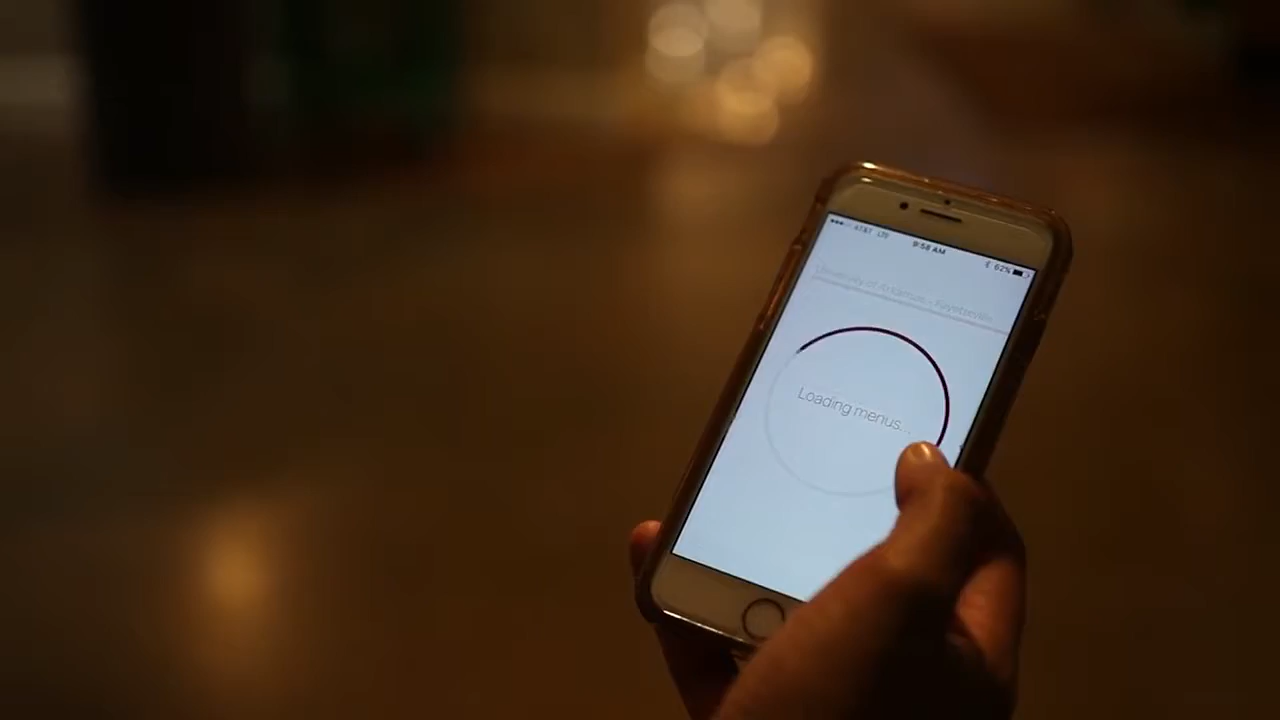 AT&T LTE 9:58 AM 62%
University of Arkansas - Fayetteville
Loading menus...